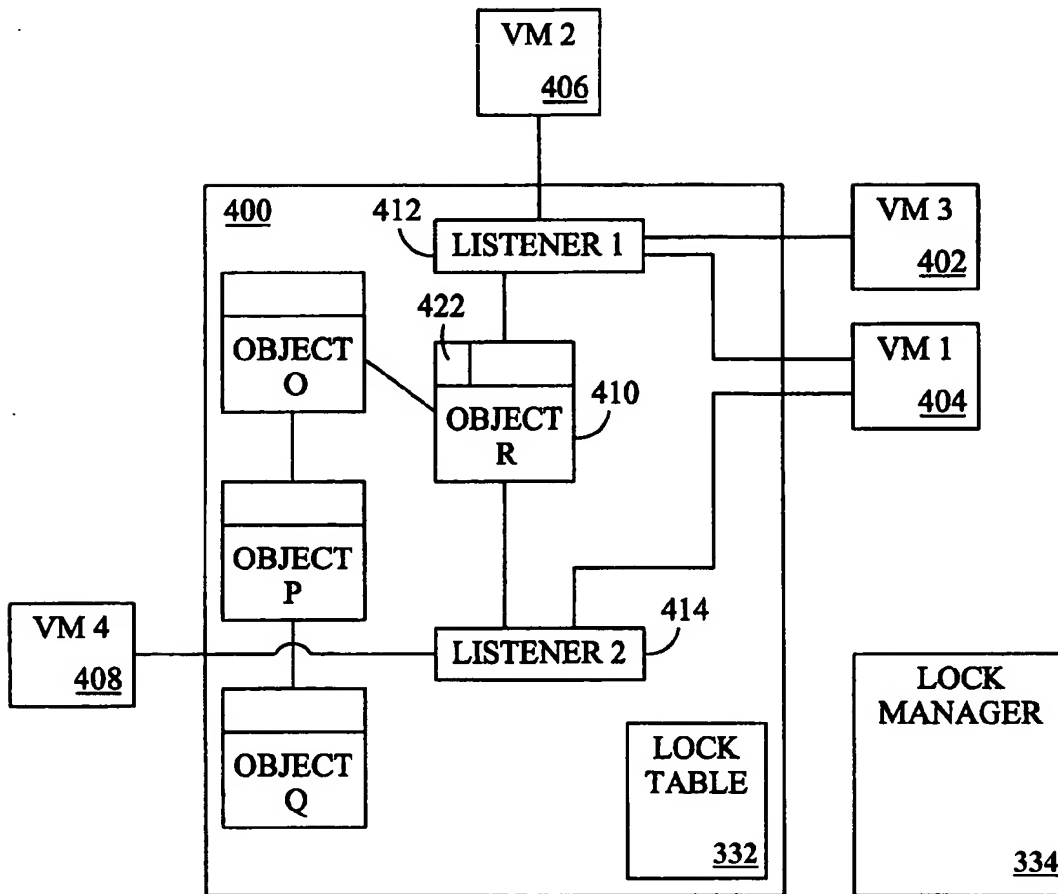 VM 2
406
400
412
LISTENER 1
VM 3
402
422
OBJECT
O
OBJECT
R
410
VM 1
404
OBJECT
P
VM 4
408
LISTENER 2
414
OBJECT
Q
LOCK
TABLE
332
LOCK
MANAGER
334